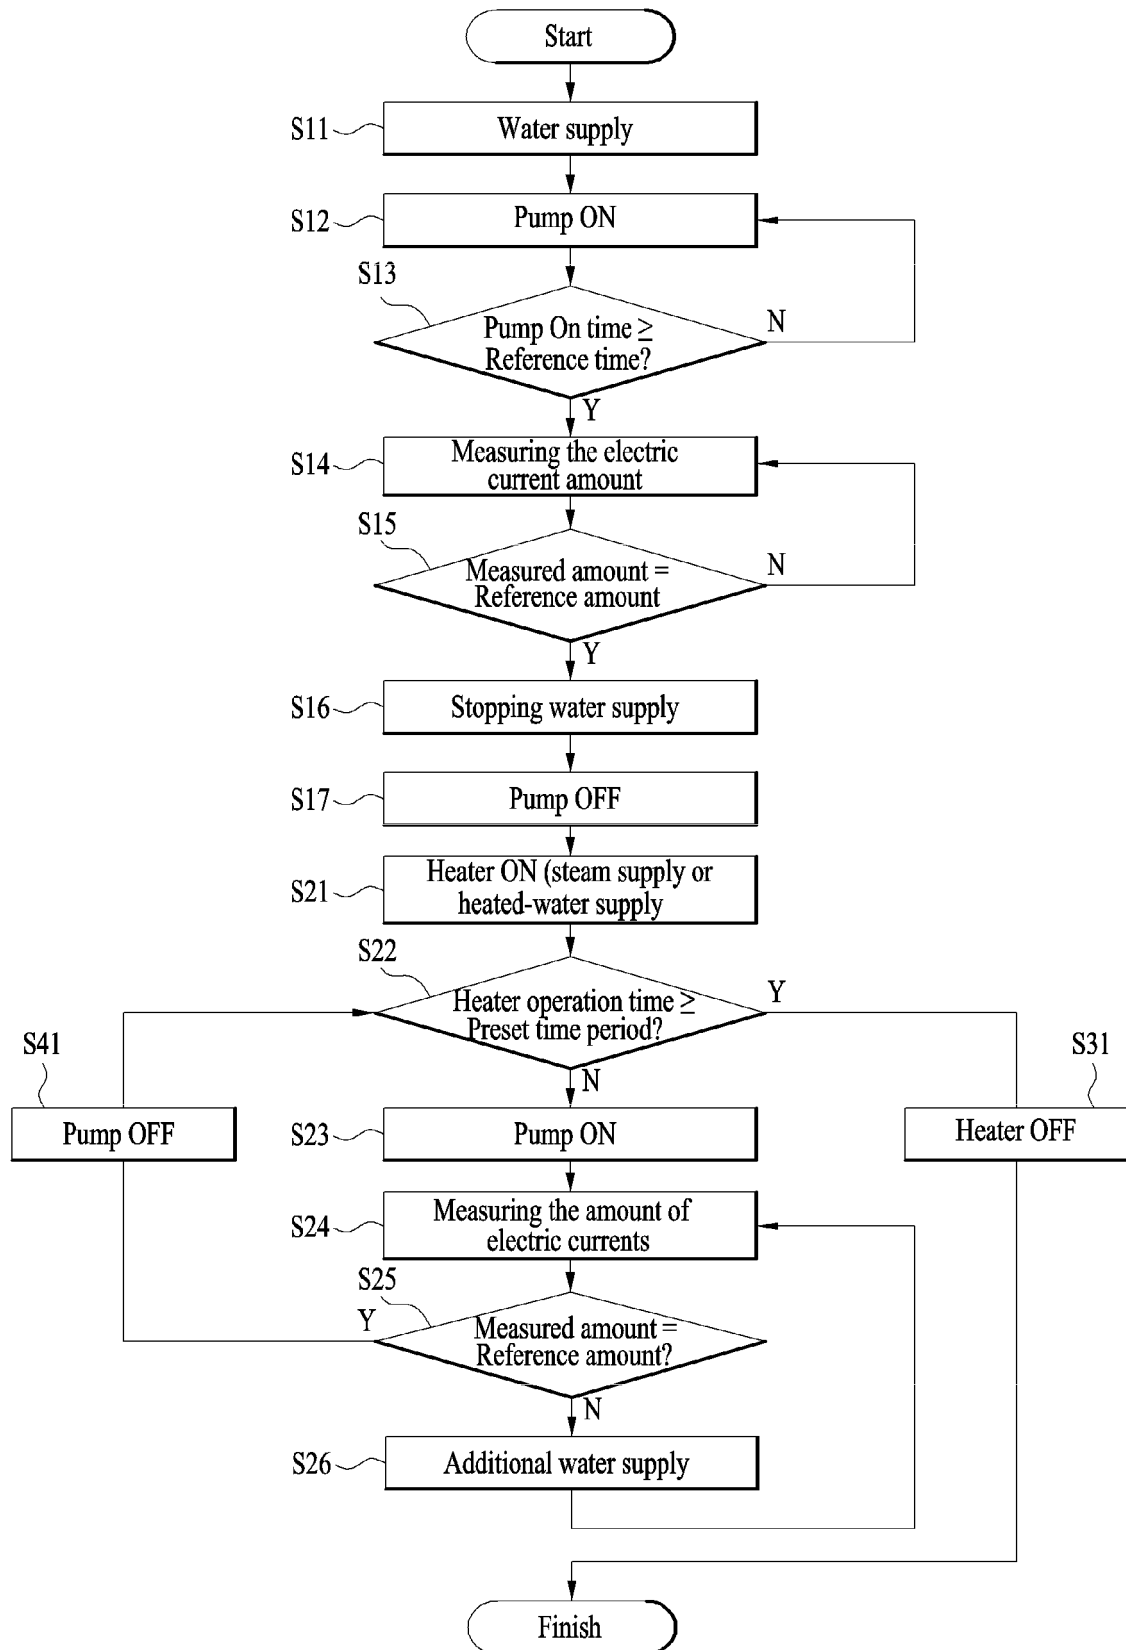 Start
S11
Water supply
S12
Pump ON
S13
Pump On time ≥
Reference time?
N
Y
S14
Measuring the electric
current amount
S15
Measured amount =
Reference amount
N
Y
S16
Stopping water supply
S17
Pump OFF
S21
Heater ON (steam supply or
heated-water supply
S22
Heater operation time ≥
Preset time period?
Y
N
S41
Pump OFF
S31
Heater OFF
S23
Pump ON
S24
Measuring the amount of
electric currents
S25
Y
Measured amount =
Reference amount?
N
S26
Additional water supply
Finish